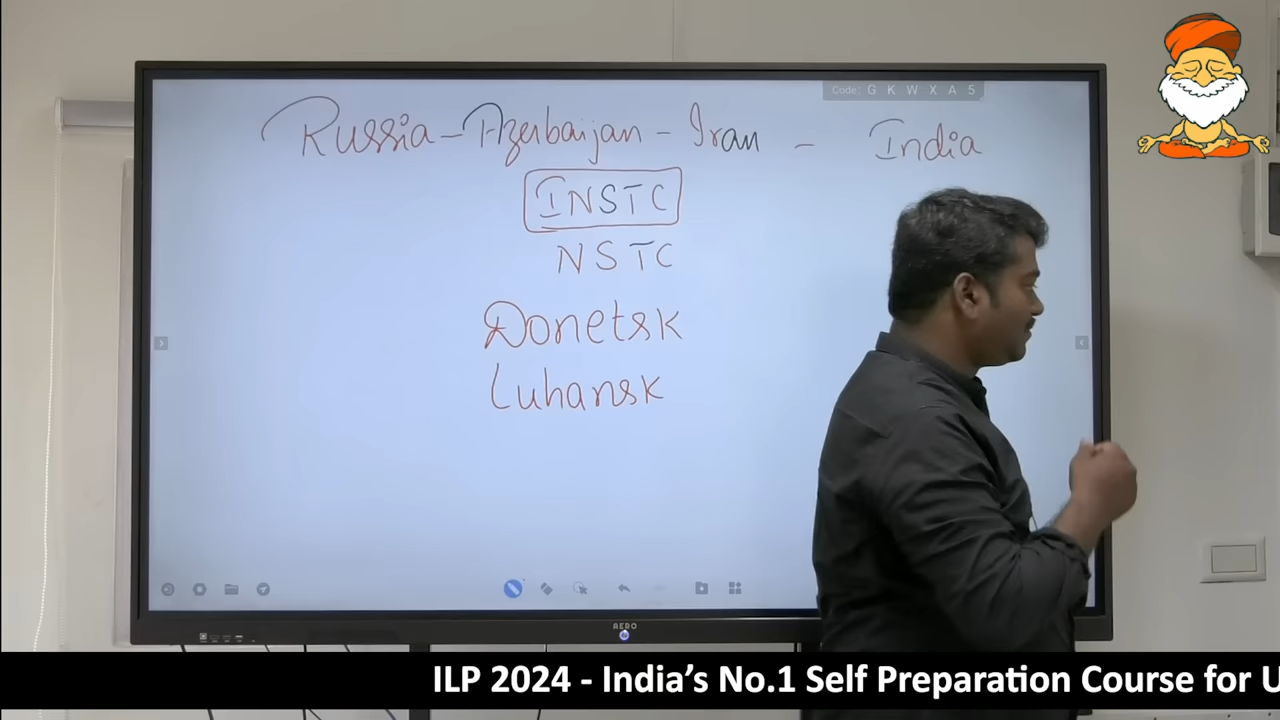 Code: G K W X A 5
Russia - Azerbaijan - Iran - India
INSTC
NSTC
Donetsk
Luhansk
AERO
ILP 2024 - India's No.1 Self Preparation Course for U